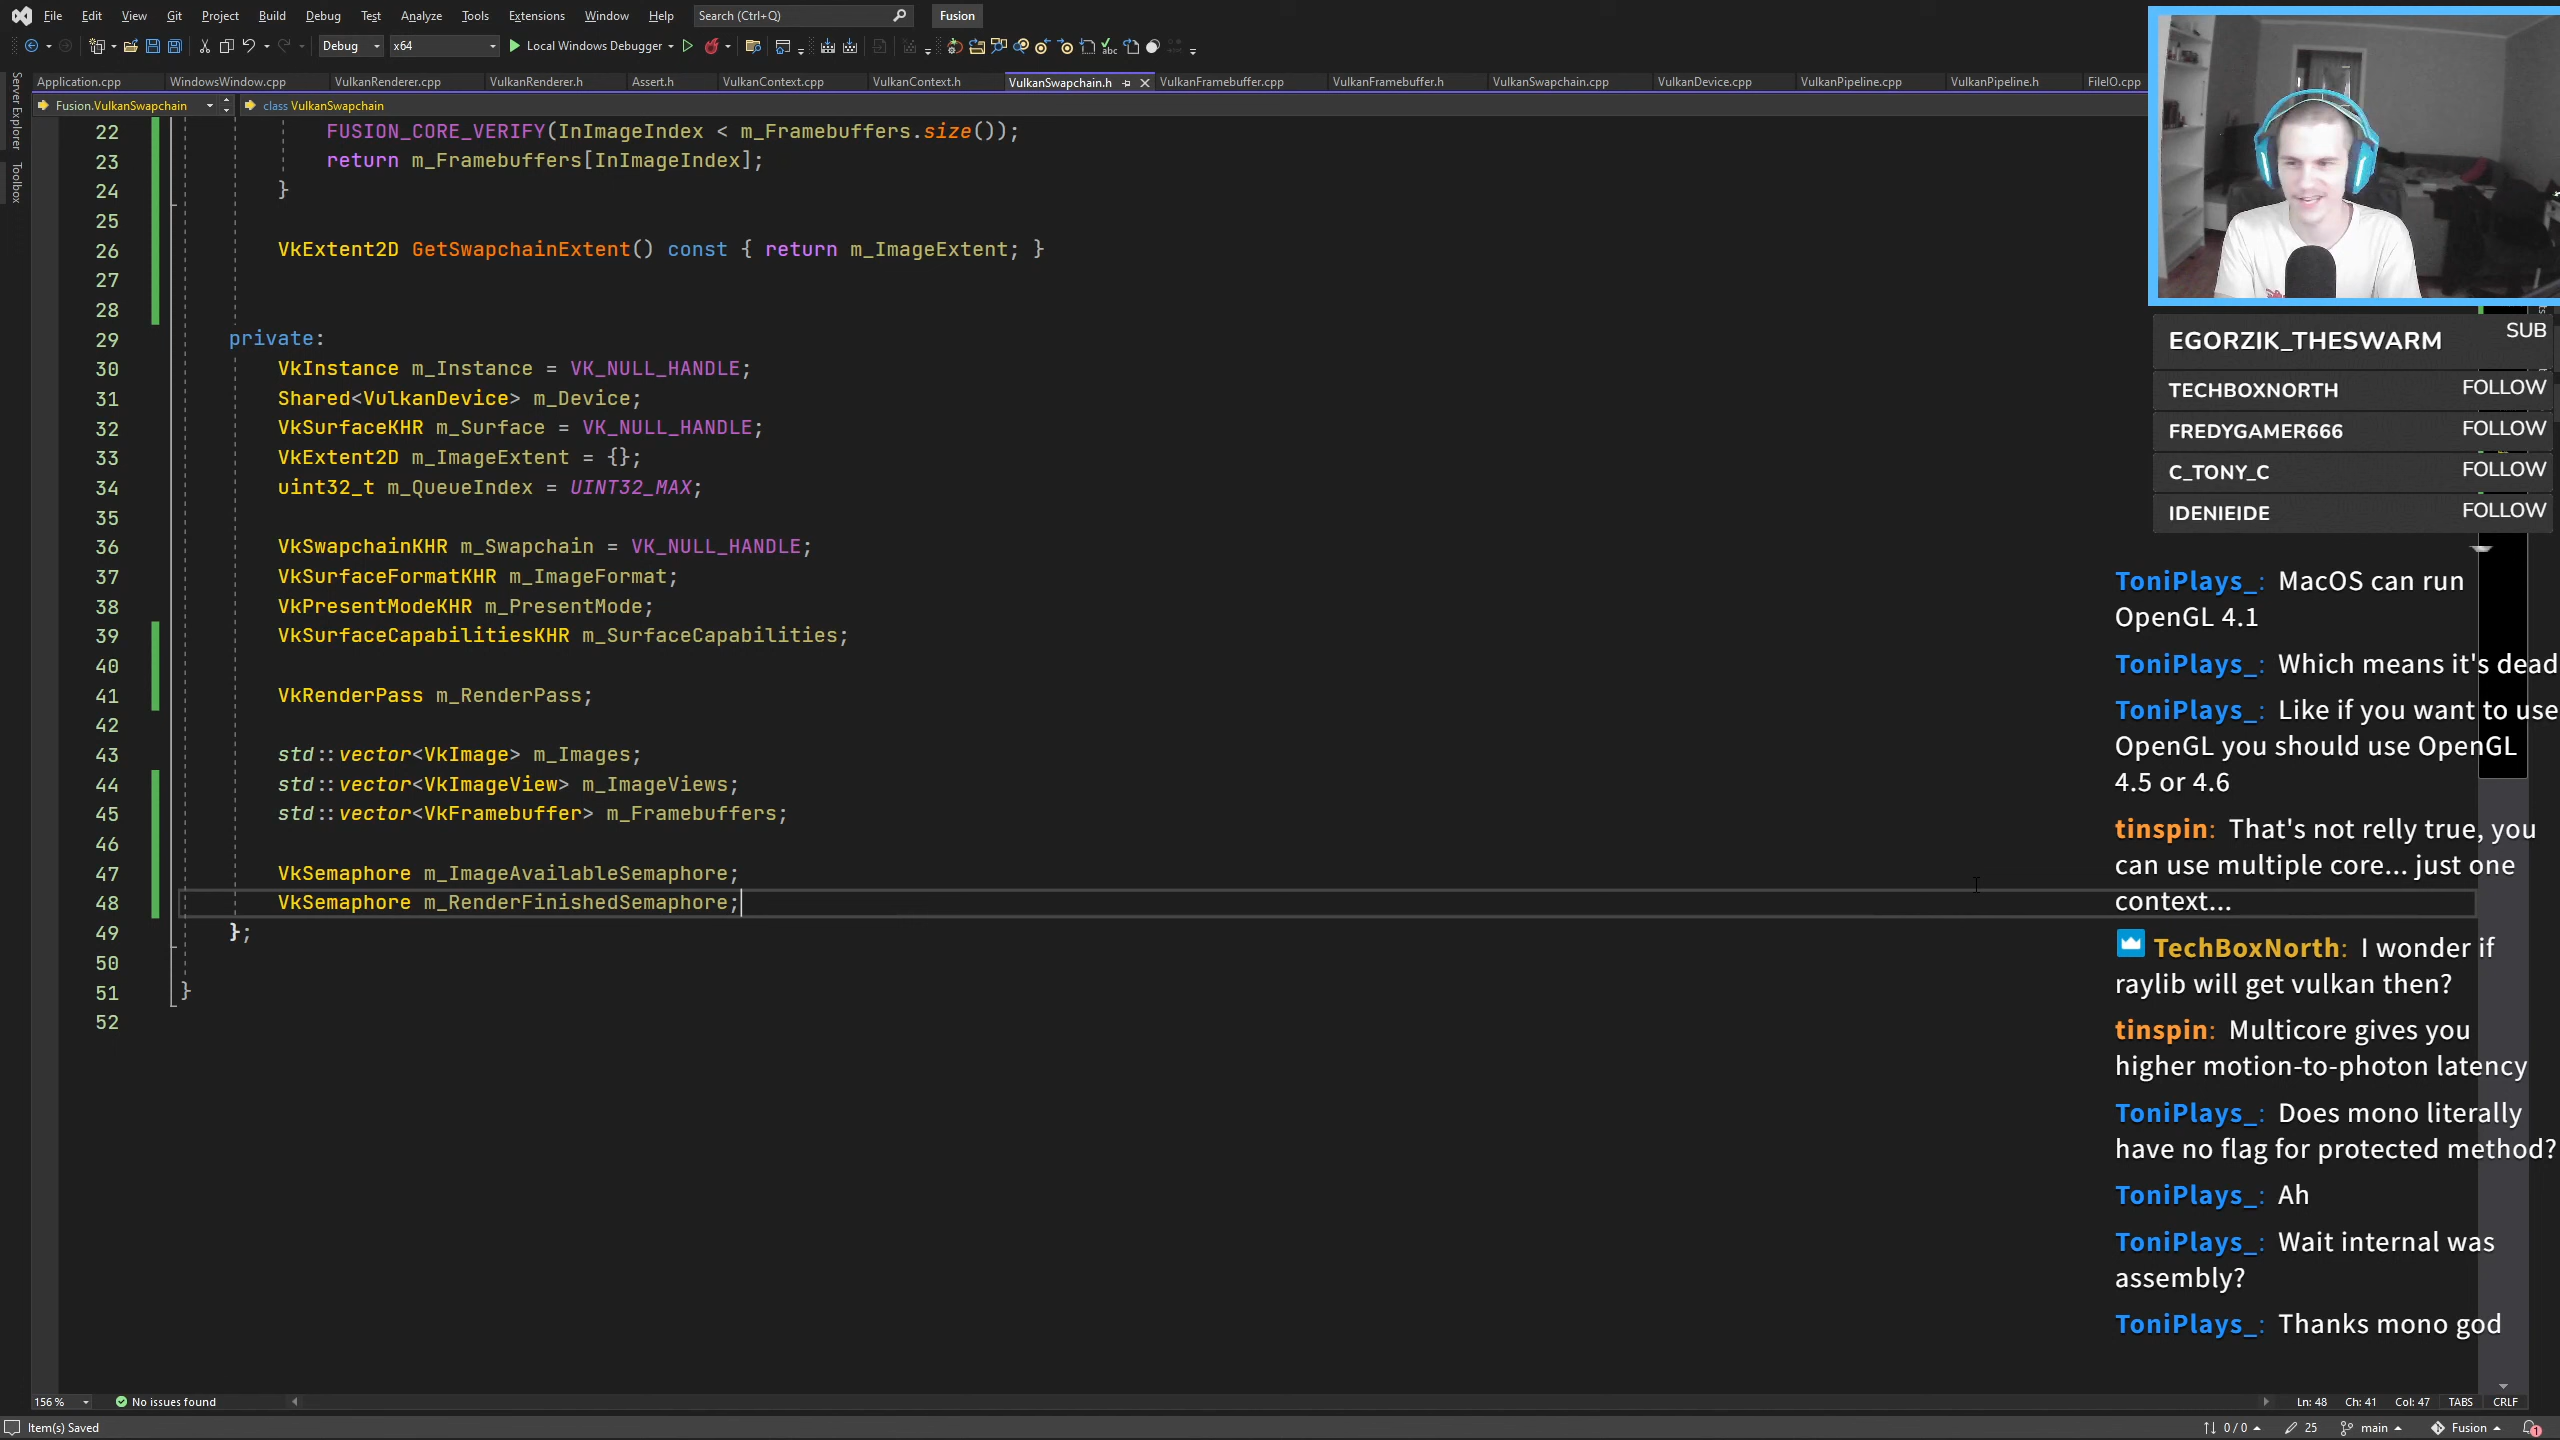 File Edit View Git Project Build Debug Test Analyze Tools Extensions Window Help Search (Ctrl+Q) Fusion
Debug x64 Local Windows Debugger
Application.cpp WindowsWindow.cpp VulkanRenderer.cpp VulkanRenderer.h Assert.h VulkanContext.cpp VulkanContext.h VulkanSwapchain.h VulkanFramebuffer.cpp VulkanFramebuffer.h VulkanSwapchain.cpp VulkanDevice.cpp VulkanPipeline.cpp VulkanPipeline.h FileIO.cpp
Fusion.VulkanSwapchain class VulkanSwapchain
Server Explorer
Toolbox
22 FUSION_CORE_VERIFY(InImageIndex < m_Framebuffers.size());
23 return m_Framebuffers[InImageIndex];
24 }
25
26 VkExtent2D GetSwapchainExtent() const { return m_ImageExtent; }
27
28
29 private:
30 VkInstance m_Instance = VK_NULL_HANDLE;
31 Shared<VulkanDevice> m_Device;
32 VkSurfaceKHR m_Surface = VK_NULL_HANDLE;
33 VkExtent2D m_ImageExtent = {};
34 uint32_t m_QueueIndex = UINT32_MAX;
35
36 VkSwapchainKHR m_Swapchain = VK_NULL_HANDLE;
37 VkSurfaceFormatKHR m_ImageFormat;
38 VkPresentModeKHR m_PresentMode;
39 VkSurfaceCapabilitiesKHR m_SurfaceCapabilities;
40
41 VkRenderPass m_RenderPass;
42
43 std::vector<VkImage> m_Images;
44 std::vector<VkImageView> m_ImageViews;
45 std::vector<VkFramebuffer> m_Framebuffers;
46
47 VkSemaphore m_ImageAvailableSemaphore;
48 VkSemaphore m_RenderFinishedSemaphore;
49 };
50
51 }
52
EGORZIK_THESWARM SUB
TECHBOXNORTH FOLLOW
FREDYGAMER666 FOLLOW
C_TONY_C FOLLOW
IDENIEIDE FOLLOW
ToniPlays_: MacOS can run
OpenGL 4.1
ToniPlays_: Which means it's dead
ToniPlays_: Like if you want to use
OpenGL you should use OpenGL
4.5 or 4.6
tinspin: That's not relly true, you
can use multiple core... just one
context...
TechBoxNorth: I wonder if
raylib will get vulkan then?
tinspin: Multicore gives you
higher motion-to-photon latency
ToniPlays_: Does mono literally
have no flag for protected method?
ToniPlays_: Ah
ToniPlays_: Wait internal was
assembly?
ToniPlays_: Thanks mono god
156 % No issues found Ln: 48 Ch: 41 Col: 47 TABS CRLF
Item(s) Saved 0 / 0 25 main Fusion 1